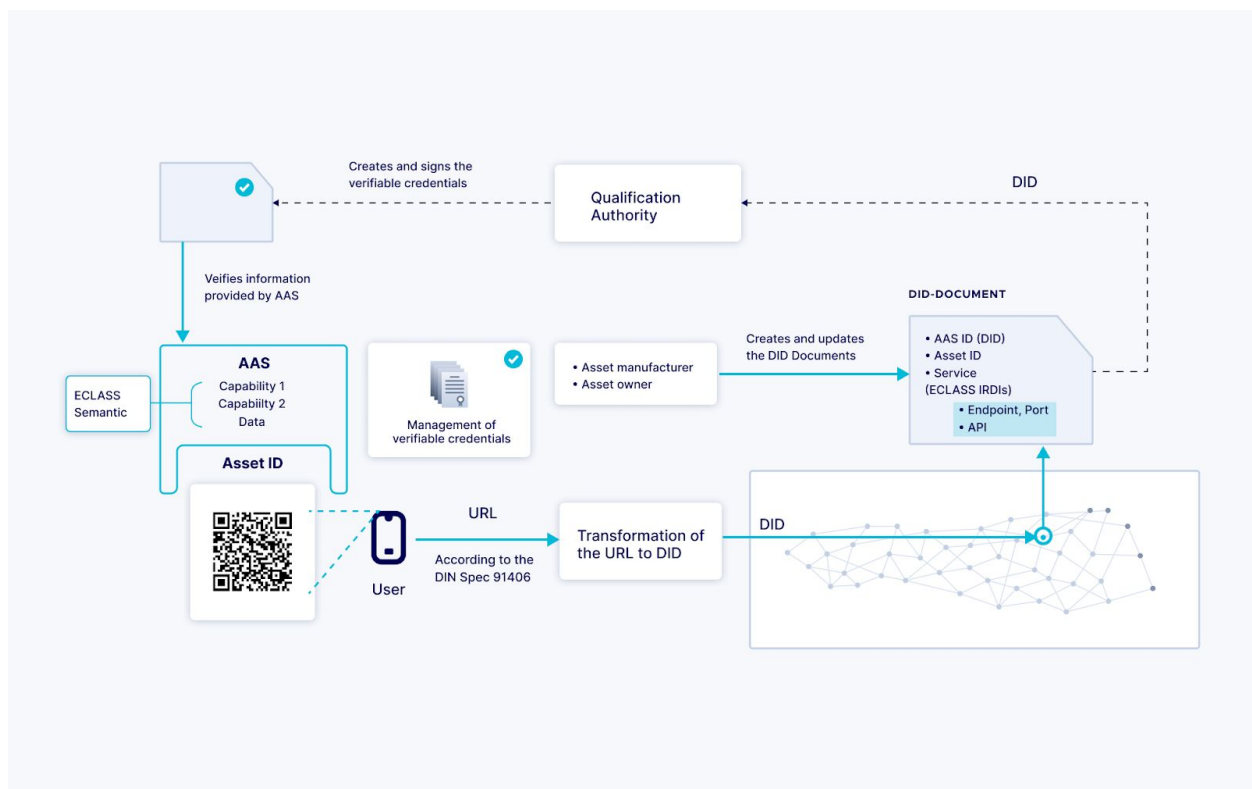 Creates and signs the
verifiable credentials
Qualification
Authority
DID
Veifies information
provided by AAS
DID-DOCUMENT
• AAS ID (DID)
• Asset ID
• Service
(ECLASS IRDIs)
• Endpoint, Port
• API
Creates and updates
the DID Documents
• Asset manufacturer
• Asset owner
AAS
Capability 1
Capabiilty 2
Data
ECLASS
Semantic
Management of
verifiable credentials
Asset ID
User
URL
According to the
DIN Spec 91406
Transformation of
the URL to DID
DID